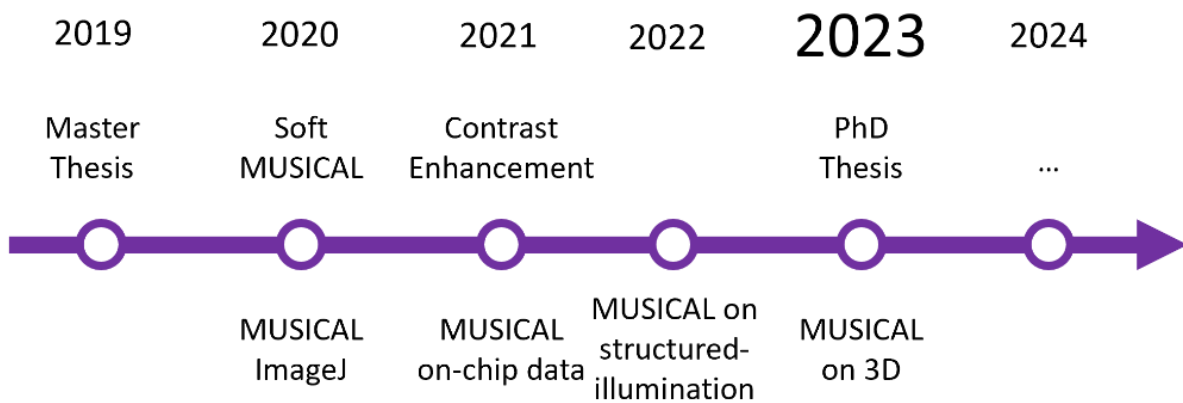 2019 2020 2021 2022 2023 2024
Master
Thesis
Soft
MUSICAL
Contrast
Enhancement
PhD
Thesis
...
MUSICAL
ImageJ
MUSICAL
on-chip data
MUSICAL on
structured-
illumination
MUSICAL
on 3D